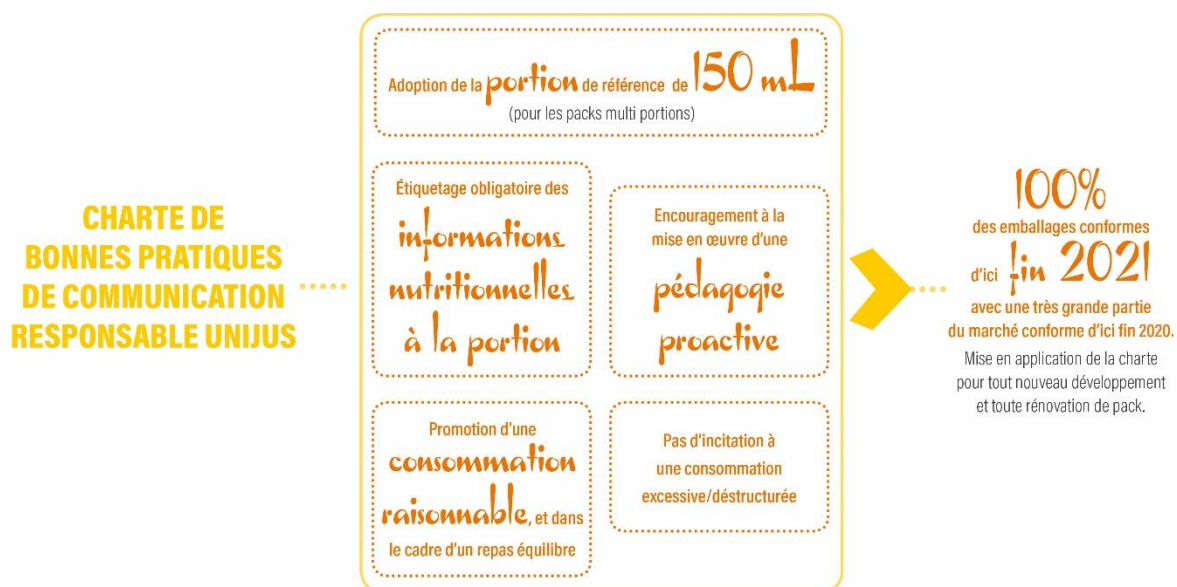 CHARTE DE
BONNES PRATIQUES
DE COMMUNICATION
RESPONSABLE UNIJUS
Adoption de la portion de référence de 150 mL
(pour les packs multi portions)
Étiquetage obligatoire des
informations
nutritionnelles
à la portion
Encouragement à la
mise en œuvre d'une
pédagogie
proactive
Promotion d'une
consommation
raisonnable, et dans
le cadre d'un repas équilibre
Pas d'incitation à
une consommation
excessive/déstructurée
100%
des emballages conformes
d'ici fin 2021
avec une très grande partie
du marché conforme d'ici fin 2020.
Mise en application de la charte
pour tout nouveau développement
et toute rénovation de pack.